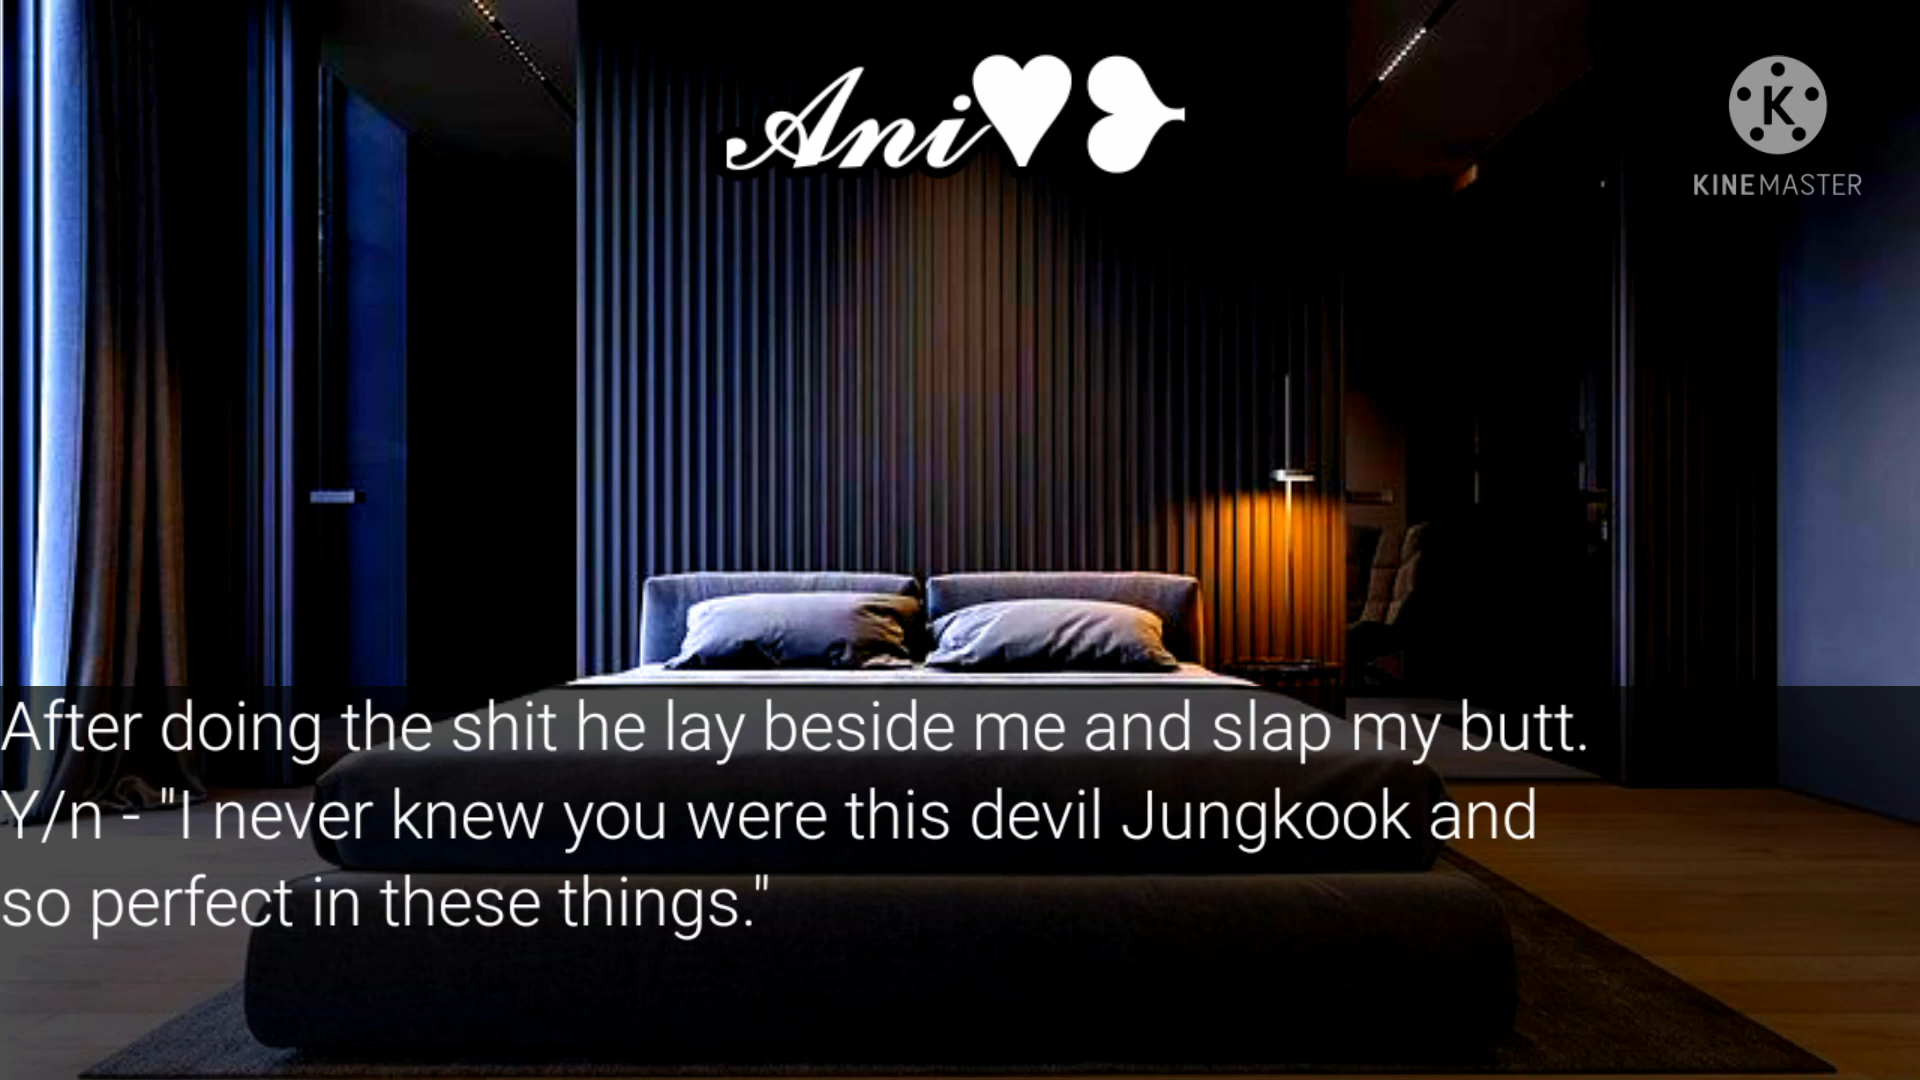 Ani♥❥
K
KINEMASTER
After doing the shit he lay beside me and slap my butt.
Y/n - "I never knew you were this devil Jungkook and
so perfect in these things."